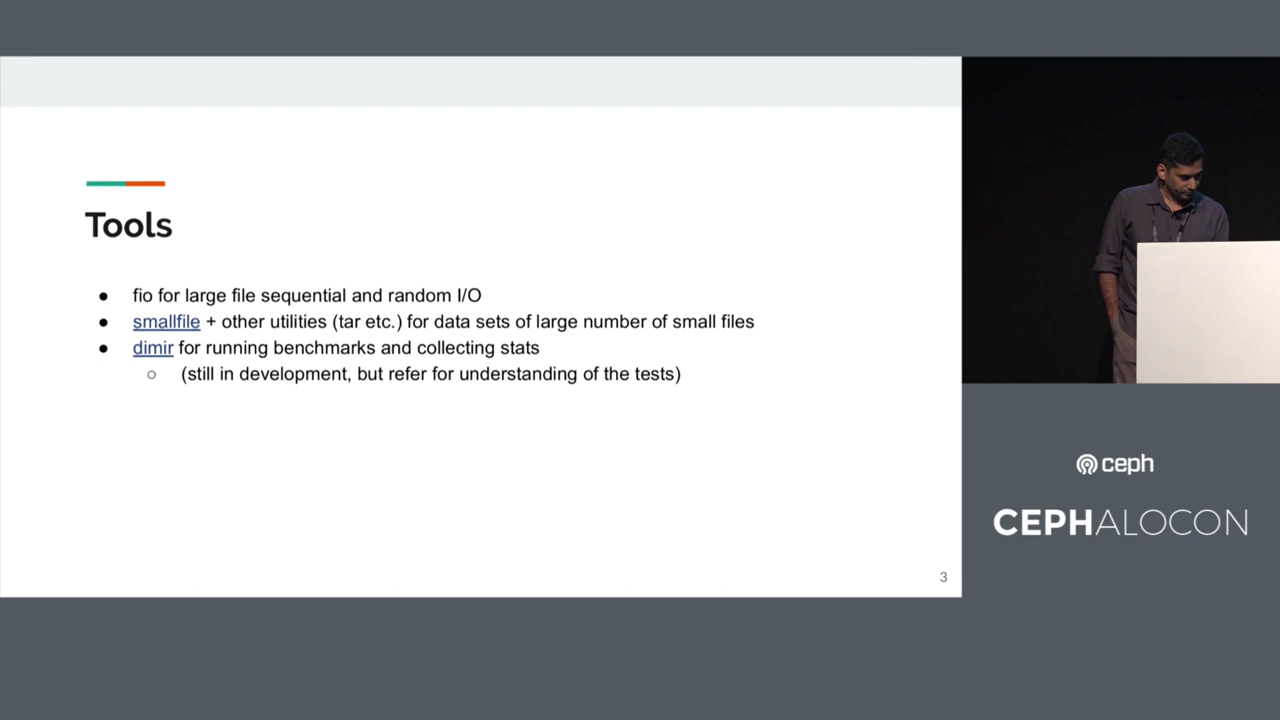 Tools
● fio for large file sequential and random I/O
● smallfile + other utilities (tar etc.) for data sets of large number of small files
● dimir for running benchmarks and collecting stats
○ (still in development, but refer for understanding of the tests)
3
ceph
CEPHALOCON